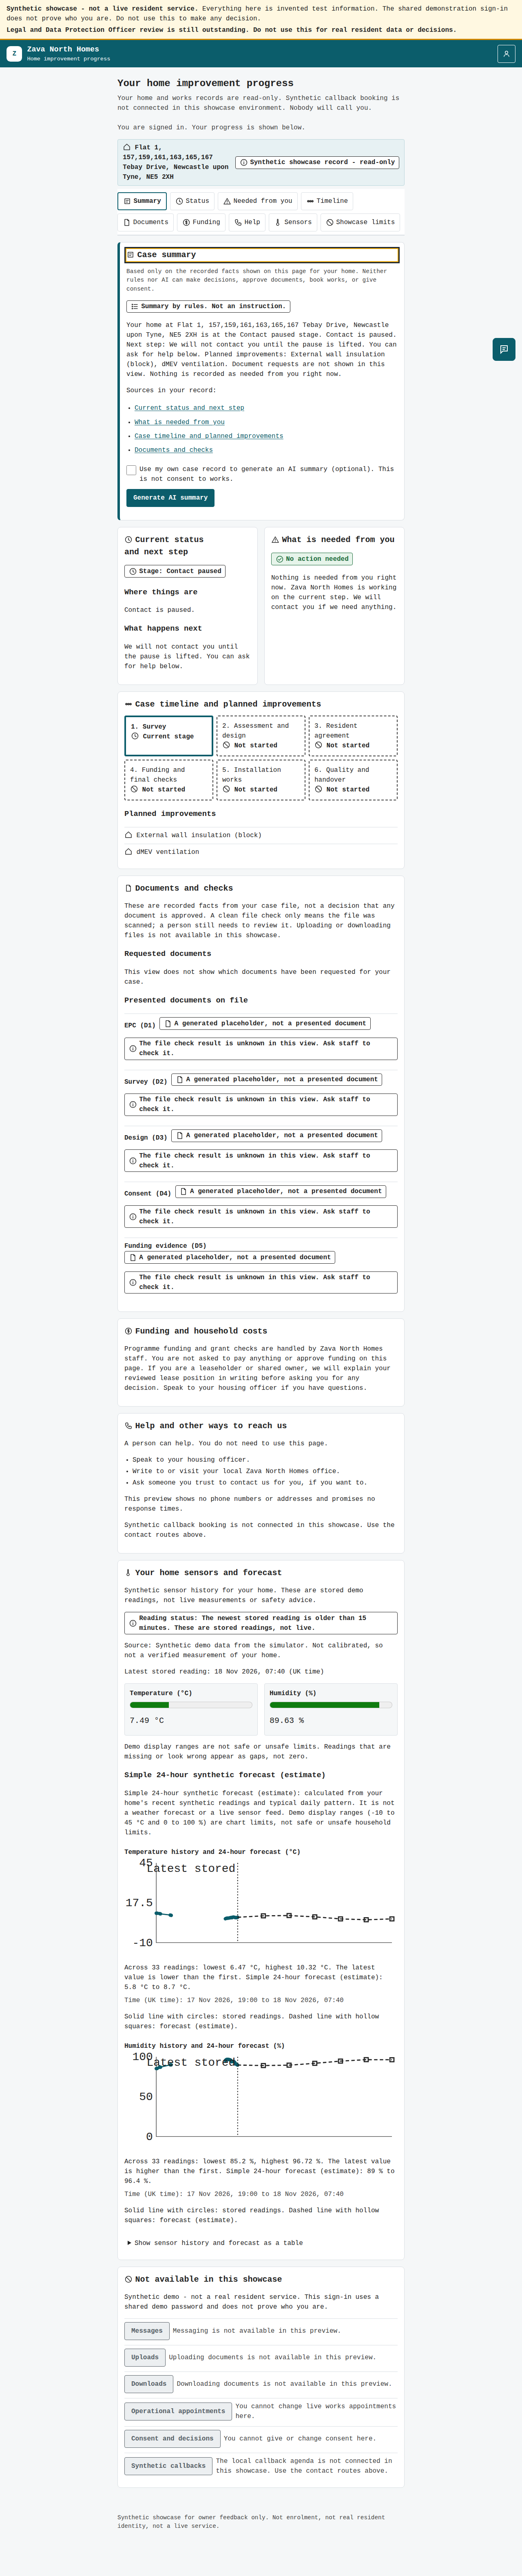 Synthetic showcase - not a live resident service. Everything here is invented test information. The shared demonstration sign-in
does not prove who you are. Do not use this to make any decision.
Legal and Data Protection Officer review is still outstanding. Do not use this for real resident data or decisions.
Z
Zava North Homes
Home improvement progress
Your home improvement progress
Your home and works records are read-only. Synthetic callback booking is
not connected in this showcase environment. Nobody will call you.
You are signed in. Your progress is shown below.
Flat 1,
157,159,161,163,165,167
Tebay Drive, Newcastle upon
Tyne, NE5 2XH
Synthetic showcase record - read-only
Summary
Status
Needed from you
Timeline
Documents
Funding
Help
Sensors
Showcase limits
Case summary
Based only on the recorded facts shown on this page for your home. Neither
rules nor AI can make decisions, approve documents, book works, or give
consent.
Summary by rules. Not an instruction.
Your home at Flat 1, 157,159,161,163,165,167 Tebay Drive, Newcastle
upon Tyne, NE5 2XH is at the Contact paused stage. Contact is paused.
Next step: We will not contact you until the pause is lifted. You can
ask for help below. Planned improvements: External wall insulation
(block), dMEV ventilation. Document requests are not shown in this
view. Nothing is recorded as needed from you right now.
Sources in your record:
• Current status and next step
• What is needed from you
• Case timeline and planned improvements
• Documents and checks
Use my own case record to generate an AI summary (optional). This
is not consent to works.
Generate AI summary
Current status
and next step
Stage: Contact paused
Where things are
Contact is paused.
What happens next
We will not contact you until
the pause is lifted. You can ask
for help below.
What is needed from you
No action needed
Nothing is needed from you right
now. Zava North Homes is working
on the current step. We will
contact you if we need anything.
Case timeline and planned improvements
1. Survey
Current stage
2. Assessment and
design
Not started
3. Resident
agreement
Not started
4. Funding and
final checks
Not started
5. Installation
works
Not started
6. Quality and
handover
Not started
Planned improvements
External wall insulation (block)
dMEV ventilation
Documents and checks
These are recorded facts from your case file, not a decision that any
document is approved. A clean file check only means the file was
scanned; a person still needs to review it. Uploading or downloading
files is not available in this showcase.
Requested documents
This view does not show which documents have been requested for your
case.
Presented documents on file
EPC (D1) A generated placeholder, not a presented document
The file check result is unknown in this view. Ask staff to
check it.
Survey (D2) A generated placeholder, not a presented document
The file check result is unknown in this view. Ask staff to
check it.
Design (D3) A generated placeholder, not a presented document
The file check result is unknown in this view. Ask staff to
check it.
Consent (D4) A generated placeholder, not a presented document
The file check result is unknown in this view. Ask staff to
check it.
Funding evidence (D5)
A generated placeholder, not a presented document
The file check result is unknown in this view. Ask staff to
check it.
Funding and household costs
Programme funding and grant checks are handled by Zava North Homes
staff. You are not asked to pay anything or approve funding on this
page. If you are a leaseholder or shared owner, we will explain your
reviewed lease position in writing before asking you for any
decision. Speak to your housing officer if you have questions.
Help and other ways to reach us
A person can help. You do not need to use this page.
• Speak to your housing officer.
• Write to or visit your local Zava North Homes office.
• Ask someone you trust to contact us for you, if you want to.
This preview shows no phone numbers or addresses and promises no
response times.
Synthetic callback booking is not connected in this showcase. Use the
contact routes above.
Your home sensors and forecast
Synthetic sensor history for your home. These are stored demo
readings, not live measurements or safety advice.
Reading status: The newest stored reading is older than 15
minutes. These are stored readings, not live.
Source: Synthetic demo data from the simulator. Not calibrated, so
not a verified measurement of your home.
Latest stored reading: 18 Nov 2026, 07:40 (UK time)
Temperature (°C)
7.49 °C
Humidity (%)
89.63 %
Demo display ranges are not safe or unsafe limits. Readings that are
missing or look wrong appear as gaps, not zero.
Simple 24-hour synthetic forecast (estimate)
Simple 24-hour synthetic forecast (estimate): calculated from your
home's recent synthetic readings and typical daily pattern. It is not
a weather forecast or a live sensor feed. Demo display ranges (-10 to
45 °C and 0 to 100 %) are chart limits, not safe or unsafe household
limits.
Temperature history and 24-hour forecast (°C)
45
Latest stored
17.5
-10
Across 33 readings: lowest 6.47 °C, highest 10.32 °C. The latest
value is lower than the first. Simple 24-hour forecast (estimate):
5.8 °C to 8.7 °C.
Time (UK time): 17 Nov 2026, 19:00 to 18 Nov 2026, 07:40
Solid line with circles: stored readings. Dashed line with hollow
squares: forecast (estimate).
Humidity history and 24-hour forecast (%)
100
Latest stored
50
0
Across 33 readings: lowest 85.2 %, highest 96.72 %. The latest value
is higher than the first. Simple 24-hour forecast (estimate): 89 % to
96.4 %.
Time (UK time): 17 Nov 2026, 19:00 to 18 Nov 2026, 07:40
Solid line with circles: stored readings. Dashed line with hollow
squares: forecast (estimate).
Show sensor history and forecast as a table
Not available in this showcase
Synthetic demo - not a real resident service. This sign-in uses a
shared demo password and does not prove who you are.
Messages Messaging is not available in this preview.
Uploads Uploading documents is not available in this preview.
Downloads Downloading documents is not available in this preview.
Operational appointments You cannot change live works appointments
here.
Consent and decisions You cannot give or change consent here.
Synthetic callbacks The local callback agenda is not connected in
this showcase. Use the contact routes above.
Synthetic showcase for owner feedback only. Not enrolment, not real resident
identity, not a live service.